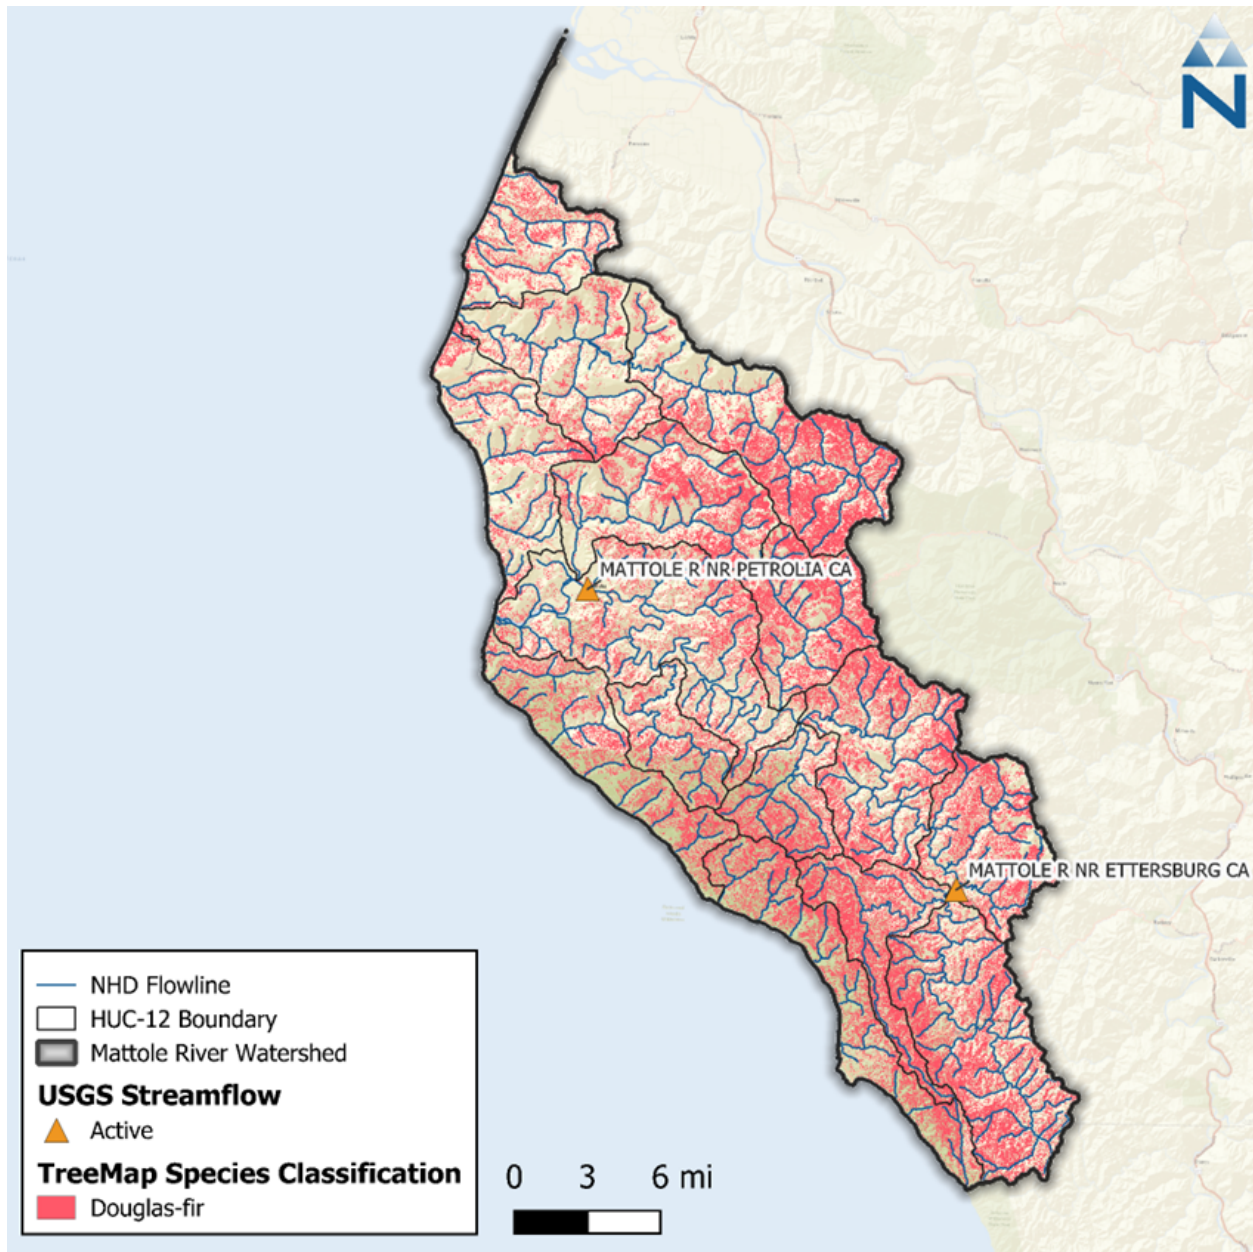 N
MATTOLE R NR PETROLIA CA
MATTOLE R NR ETTERSBURG CA
NHD Flowline
HUC-12 Boundary
Mattole River Watershed
USGS Streamflow
Active
TreeMap Species Classification
Douglas-fir
0 3 6 mi